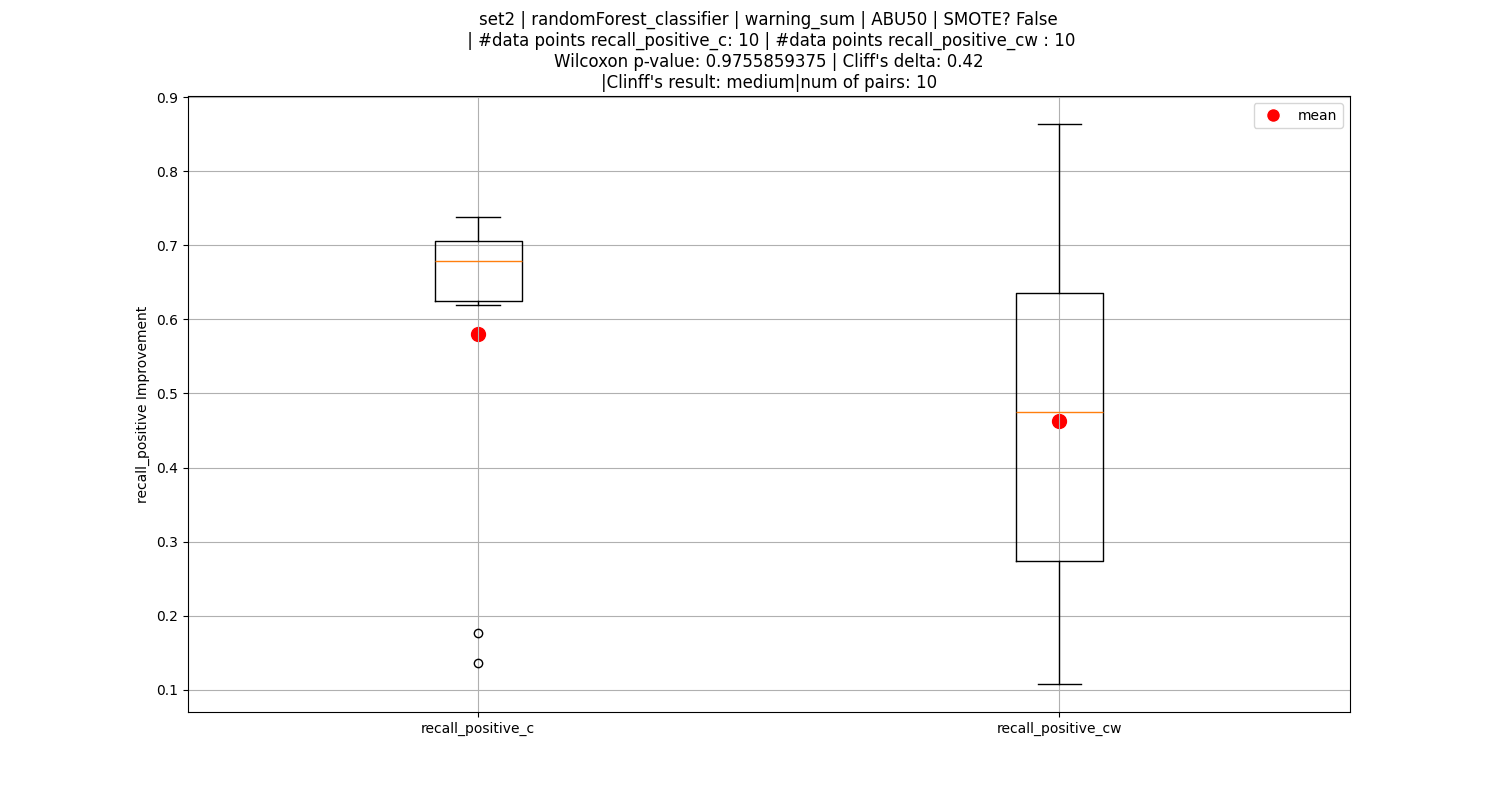 set2 | randomForest_classifier | warning_sum | ABU50 | SMOTE? False
| #data points recall_positive_c: 10 | #data points recall_positive_cw : 10
Wilcoxon p-value: 0.9755859375 | Cliff's delta: 0.42
|Clinff's result: medium|num of pairs: 10
mean
recall_positive Improvement
0.9
0.8
0.7
0.6
0.5
0.4
0.3
0.2
0.1
recall_positive_c
recall_positive_cw